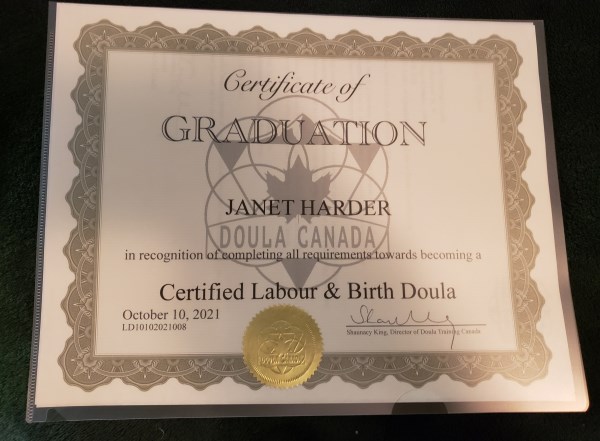 Certificate of
GRADUATION
JANET HARDER
DOULA CANADA
in recognition of completing all requirements towards becoming a
Certified Labour & Birth Doula
October 10, 2021
LD10102021008
Shaunacy King, Director of Doula Training Canada